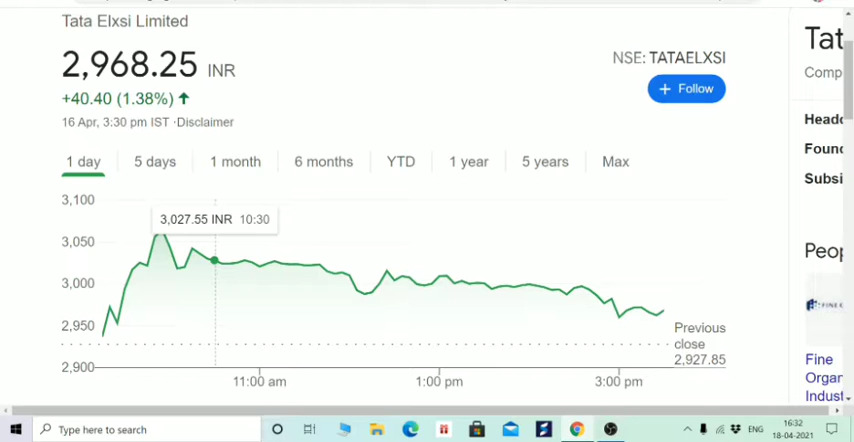 Tata Elxsi Limited
2,968.25 INR
+40.40 (1.38%) ↑
16 Apr, 3:30 pm IST ·Disclaimer
NSE: TATAELXSI
+ Follow
1 day 5 days 1 month 6 months YTD 1 year 5 years Max
3,100
3,050
3,000
2,950
2,900
3,027.55 INR 10:30
Previous
close
2,927.85
11:00 am 1:00 pm 3:00 pm
Tat
Comp
Headq
Found
Subsi
Peop
FINE
Fine
Organ
Indust
Type here to search
ENG
16:32
18-04-2021